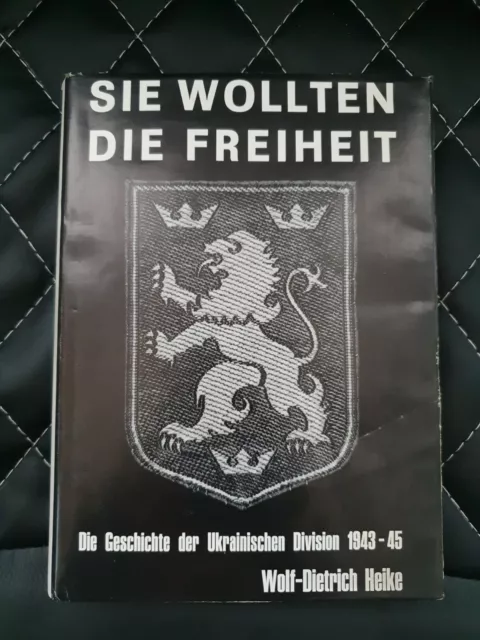 SIE WOLLTEN
DIE FREIHEIT
Die Geschichte der Ukrainischen Division 1943-45
Wolf-Dietrich Heike